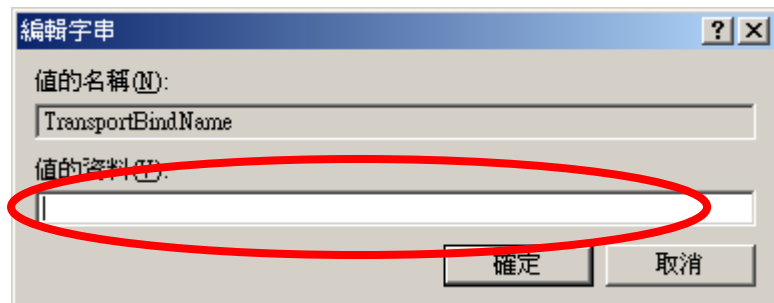 編輯字串
值的名稱(N):
TransportBindName
值的資料(V):
確定 取消